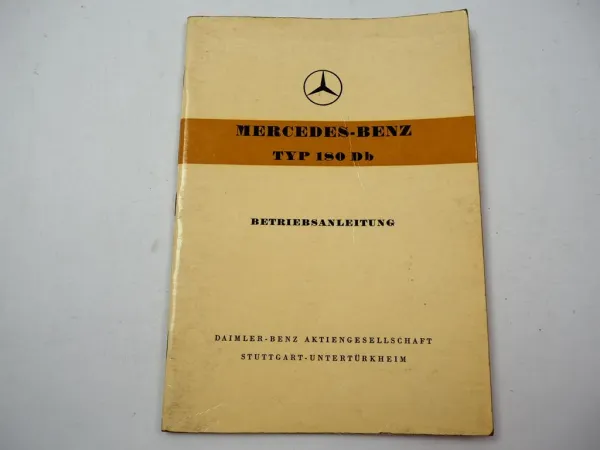 MERCEDES-BENZ
TYP 180 Db
BETRIEBSANLEITUNG
DAIMLER-BENZ AKTIENGESELLSCHAFT
STUTTGART-UNTERTÜRKHEIM